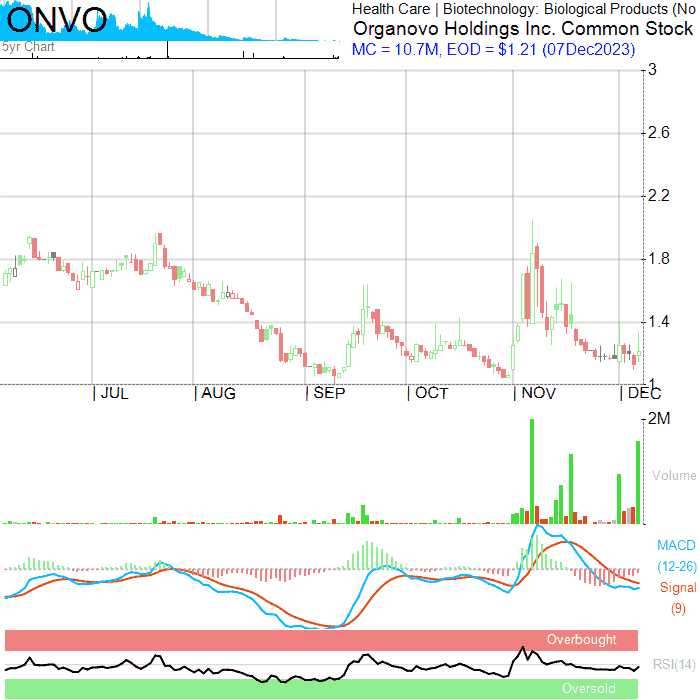 ONVO
5yr Chart
Health Care | Biotechnology: Biological Products (No
Organovo Holdings Inc. Common Stock
MC = 10.7M, EOD = $1.21 (07Dec2023)
3
2.6
2.2
1.8
1.4
1
JUL AUG SEP OCT NOV DEC
2M
Volume
MACD
(12-26)
Signal
(9)
Overbought
RSI(14)
Oversold